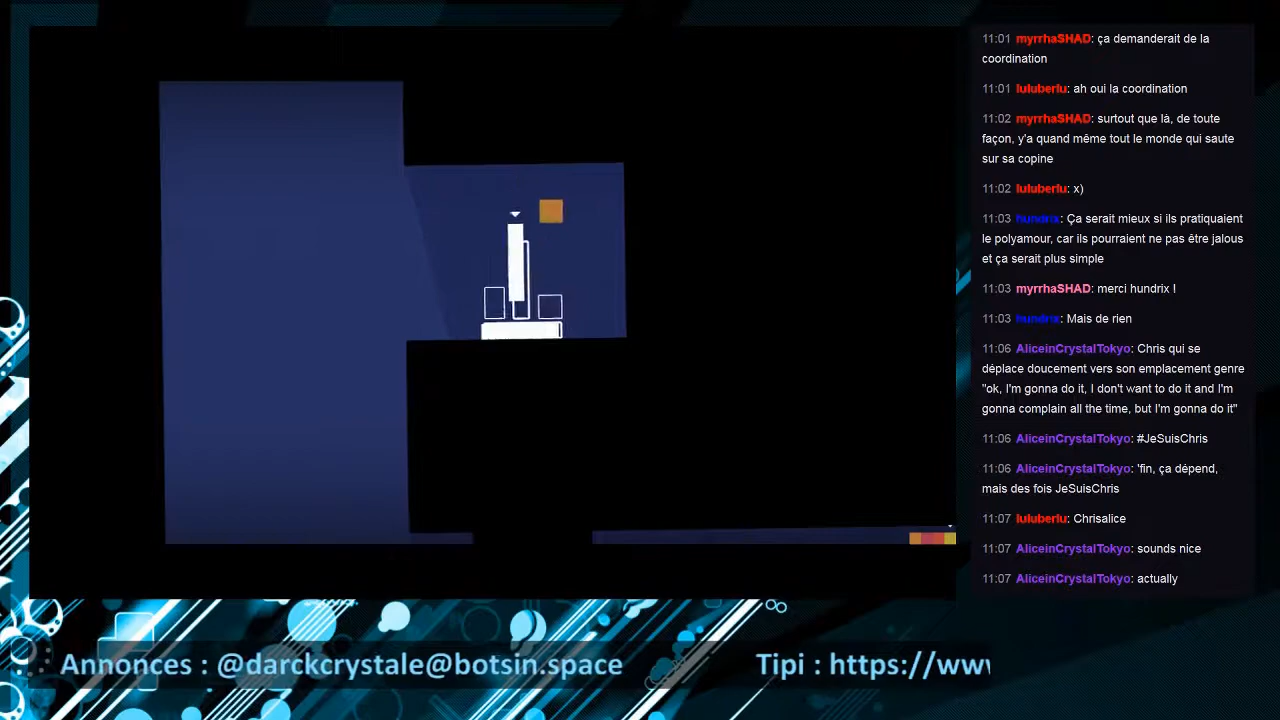 11:01 myrrhaSHAD: ça demanderait de la
coordination
11:01 luluberlu: ah oui la coordination
11:02 myrrhaSHAD: surtout que là, de toute
façon, y'a quand même tout le monde qui saute
sur sa copine
11:02 luluberlu: x)
11:03 hundrix: Ça serait mieux si ils pratiquaient
le polyamour, car ils pourraient ne pas être jalous
et ça serait plus simple
11:03 myrrhaSHAD: merci hundrix !
11:03 hundrix: Mais de rien
11:06 AliceinCrystalTokyo: Chris qui se
déplace doucement vers son emplacement genre
"ok, I'm gonna do it, I don't want to do it and I'm
gonna complain all the time, but I'm gonna do it"
11:06 AliceinCrystalTokyo: #JeSuisChris
11:06 AliceinCrystalTokyo: 'fin, ça dépend,
mais des fois JeSuisChris
11:07 luluberlu: Chrisalice
11:07 AliceinCrystalTokyo: sounds nice
11:07 AliceinCrystalTokyo: actually
Annonces : @darckcrystale@botsin.space
Tipi : https://www